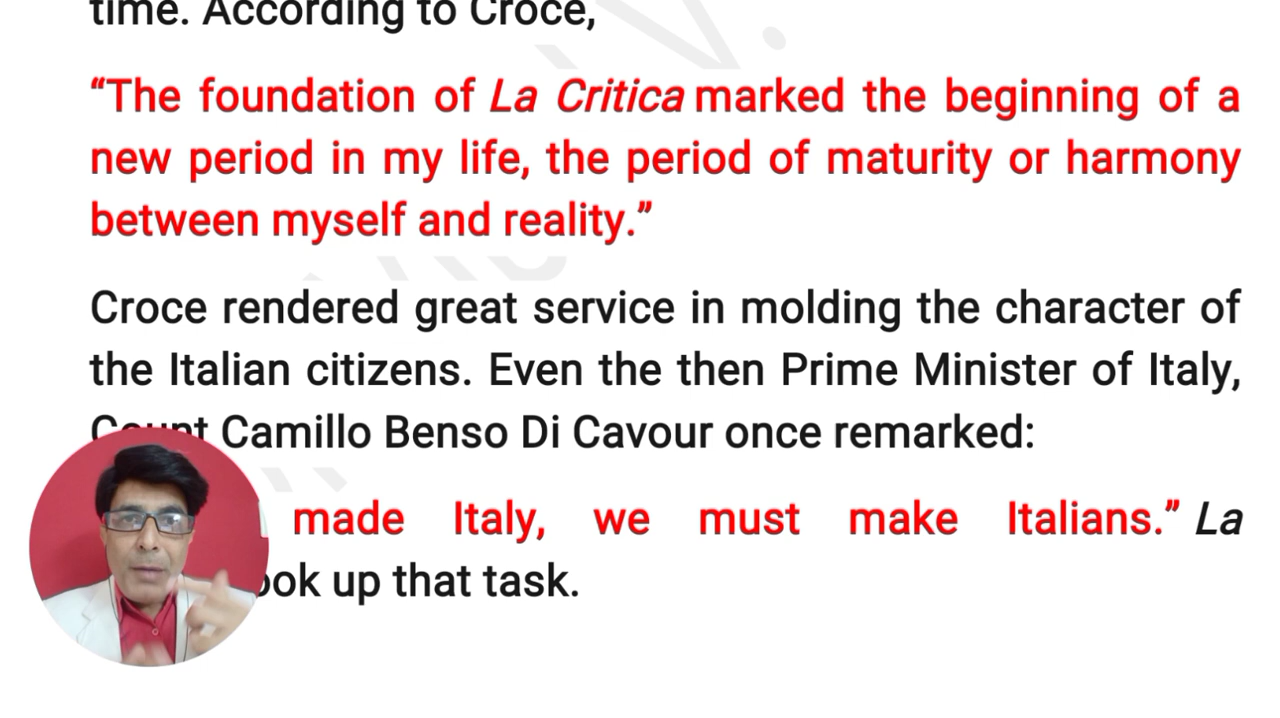 time. According to Croce,
“The foundation of La Critica marked the beginning of a
new period in my life, the period of maturity or harmony
between myself and reality.”
Croce rendered great service in molding the character of
the Italian citizens. Even the then Prime Minister of Italy,
Count Camillo Benso Di Cavour once remarked:
made Italy, we must make Italians.” La
ook up that task.